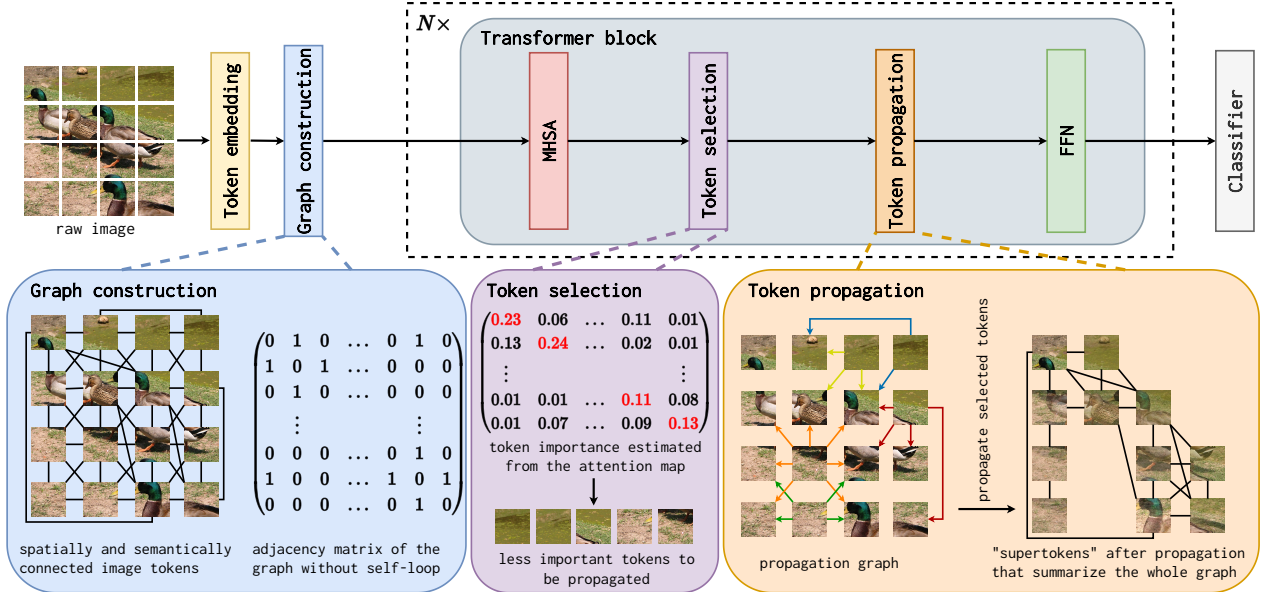 N×
Transformer block
raw image
Token embedding
Graph construction
MHSA
Token selection
Token propagation
FFN
Classifier
Graph construction
0 1 0 ... 0 1 0
1 0 1 ... 0 0 0
0 1 0 ... 0 0 0
⋮ ⋮
0 0 0 ... 0 1 0
1 0 0 ... 1 0 1
0 0 0 ... 0 1 0
spatially and semantically
connected image tokens
adjacency matrix of the
graph without self-loop
Token selection
0.23 0.06 ... 0.11 0.01
0.13 0.24 ... 0.02 0.01
⋮ ⋮
0.01 0.01 ... 0.11 0.08
0.01 0.07 ... 0.09 0.13
token importance estimated
from the attention map
less important tokens to
be propagated
Token propagation
propagation graph
propagate selected tokens
"supertokens" after propagation
that summarize the whole graph